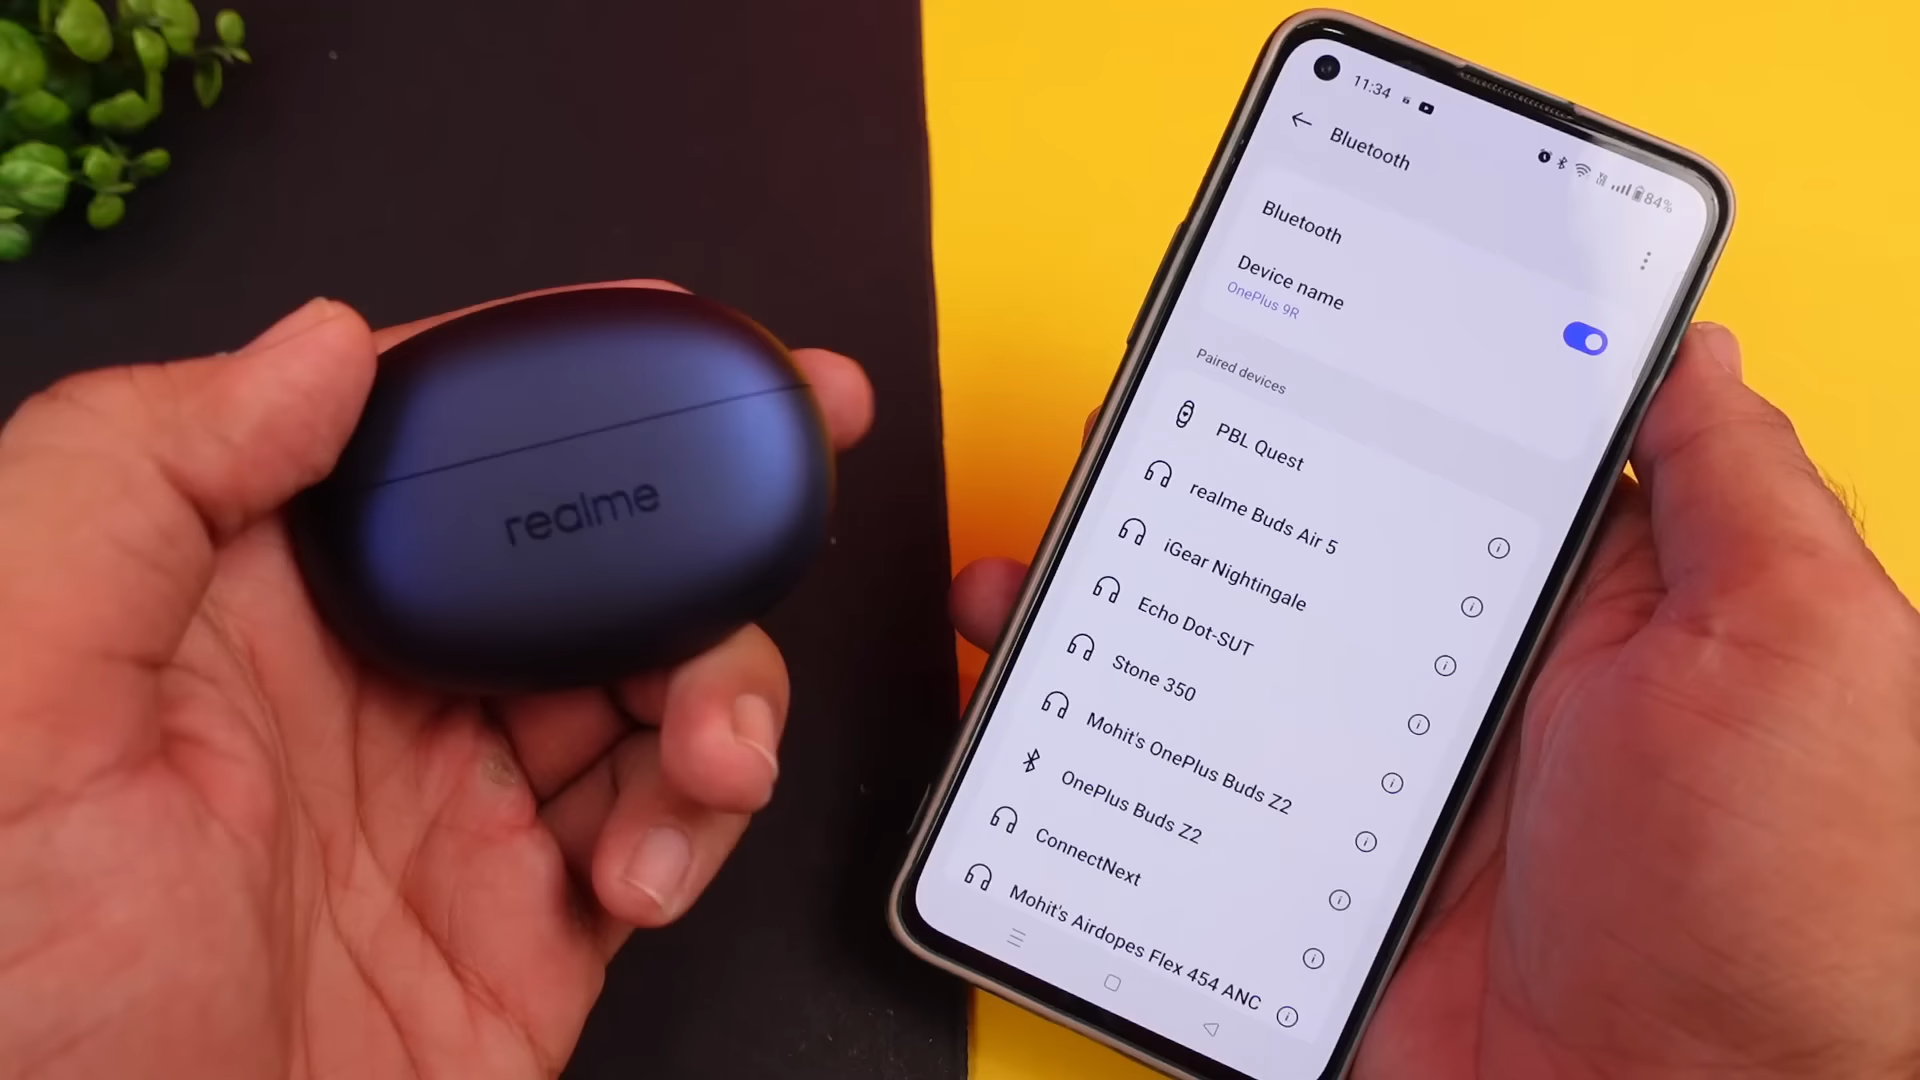 realme
11:34
84%
Bluetooth
Bluetooth
Device name
OnePlus 9R
Paired devices
PBL Quest
realme Buds Air 5
iGear Nightingale
Echo Dot-SUT
Stone 350
Mohit's OnePlus Buds Z2
OnePlus Buds Z2
ConnectNext
Mohit's Airdopes Flex 454 ANC